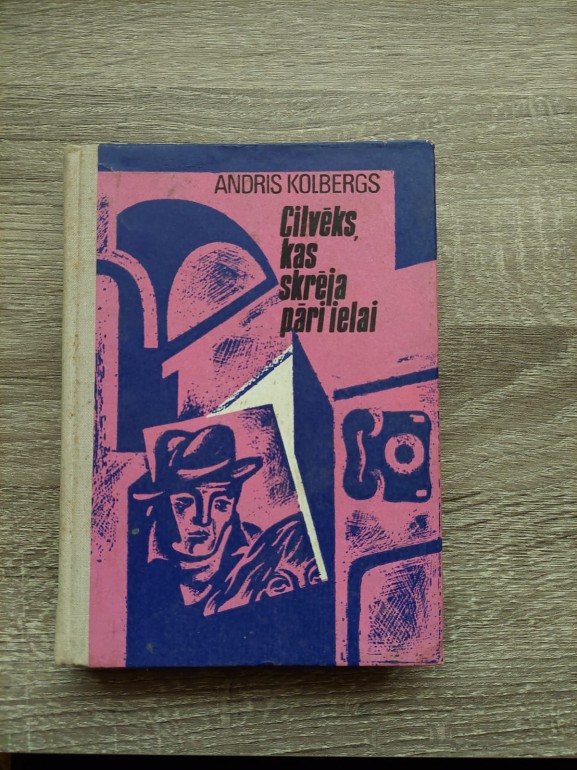 ANDRIS KOLBERGS
Cilvēks,
kas
skrēja
pāri ielai